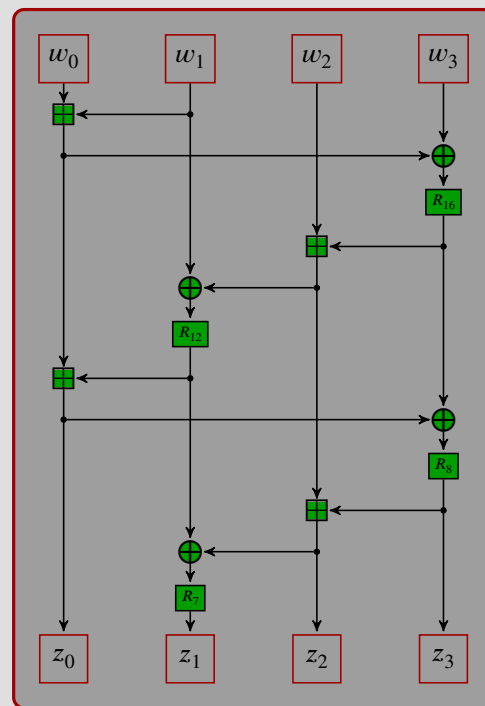 w₀ w₁ w₂ w₃
R₁₆
R₁₂
R₈
R₇
z₀ z₁ z₂ z₃